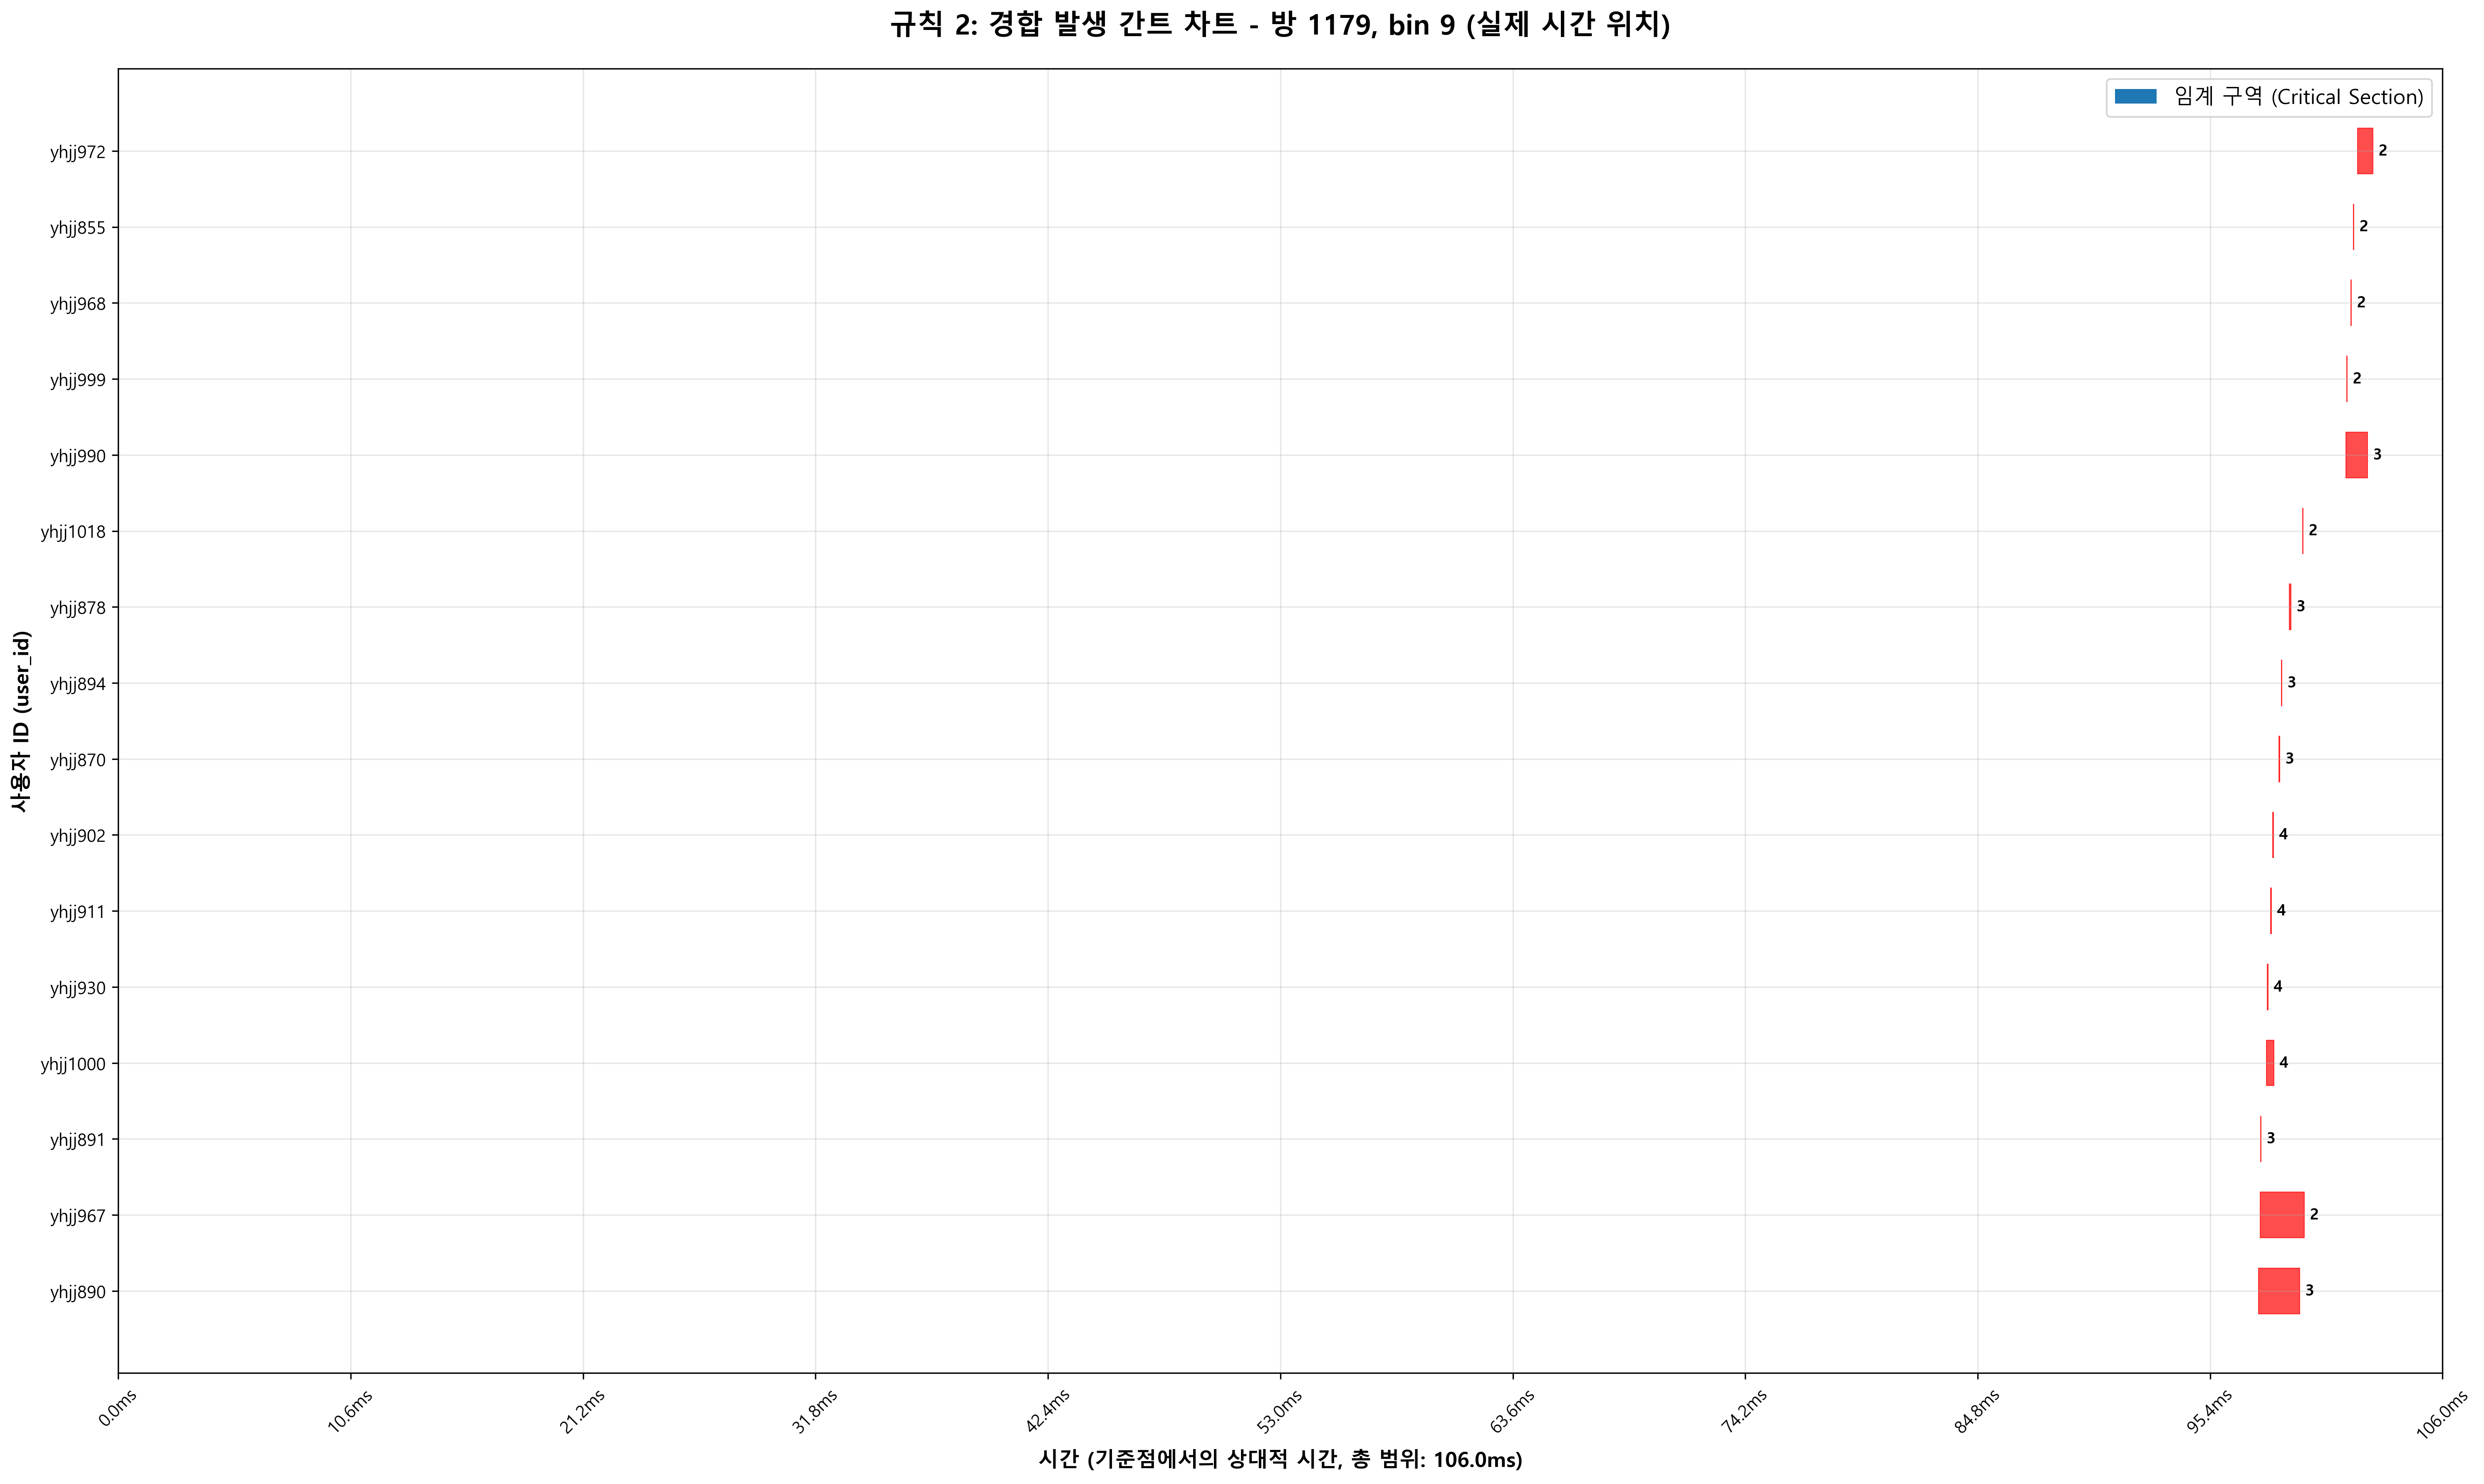 규칙 2: 경합 발생 간트 차트 - 방 1179, bin 9 (실제 시간 위치)
임계 구역 (Critical Section)
사용자 ID (user_id)
yhjj972 2
yhjj855 2
yhjj968 2
yhjj999 2
yhjj990 3
yhjj1018 2
yhjj878 3
yhjj894 3
yhjj870 3
yhjj902 4
yhjj911 4
yhjj930 4
yhjj1000 4
yhjj891 3
yhjj967 2
yhjj890 3
0.0ms 10.6ms 21.2ms 31.8ms 42.4ms 53.0ms 63.6ms 74.2ms 84.8ms 95.4ms 106.0ms
시간 (기준점에서의 상대적 시간, 총 범위: 106.0ms)